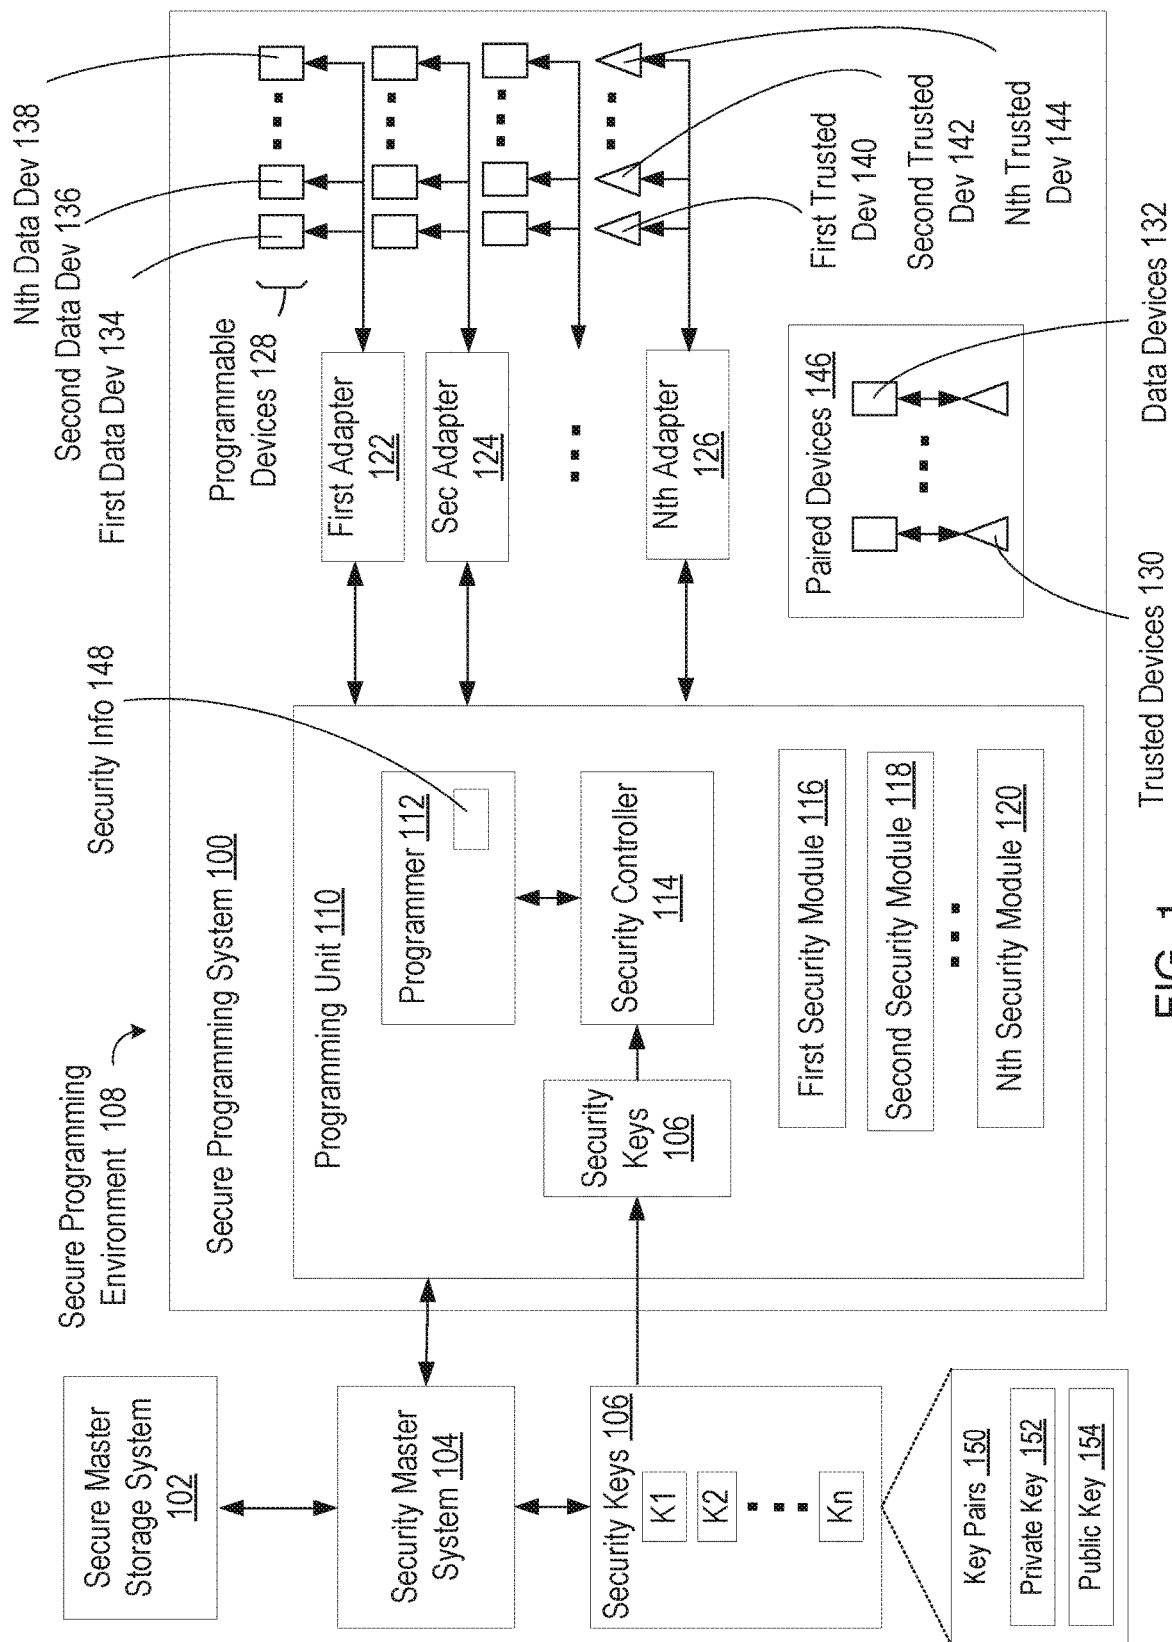 Secure Programming
Environment 108
Security Info 148
Nth Data Dev 138
Second Data Dev 136
First Data Dev 134
Secure Master
Storage System
102
Secure Programming System 100
Programmable
Devices 128
Security Master
System 104
Programming Unit 110
Programmer 112
First Adapter
122
Sec Adapter
124
Security Keys 106
K1
K2
Kn
Security
Keys
106
Security Controller
114
Nth Adapter
126
First Trusted
Dev 140
Second Trusted
Dev 142
Nth Trusted
Dev 144
First Security Module 116
Second Security Module 118
Nth Security Module 120
Paired Devices 146
Key Pairs 150
Private Key 152
Public Key 154
Trusted Devices 130
Data Devices 132
FIG. 1